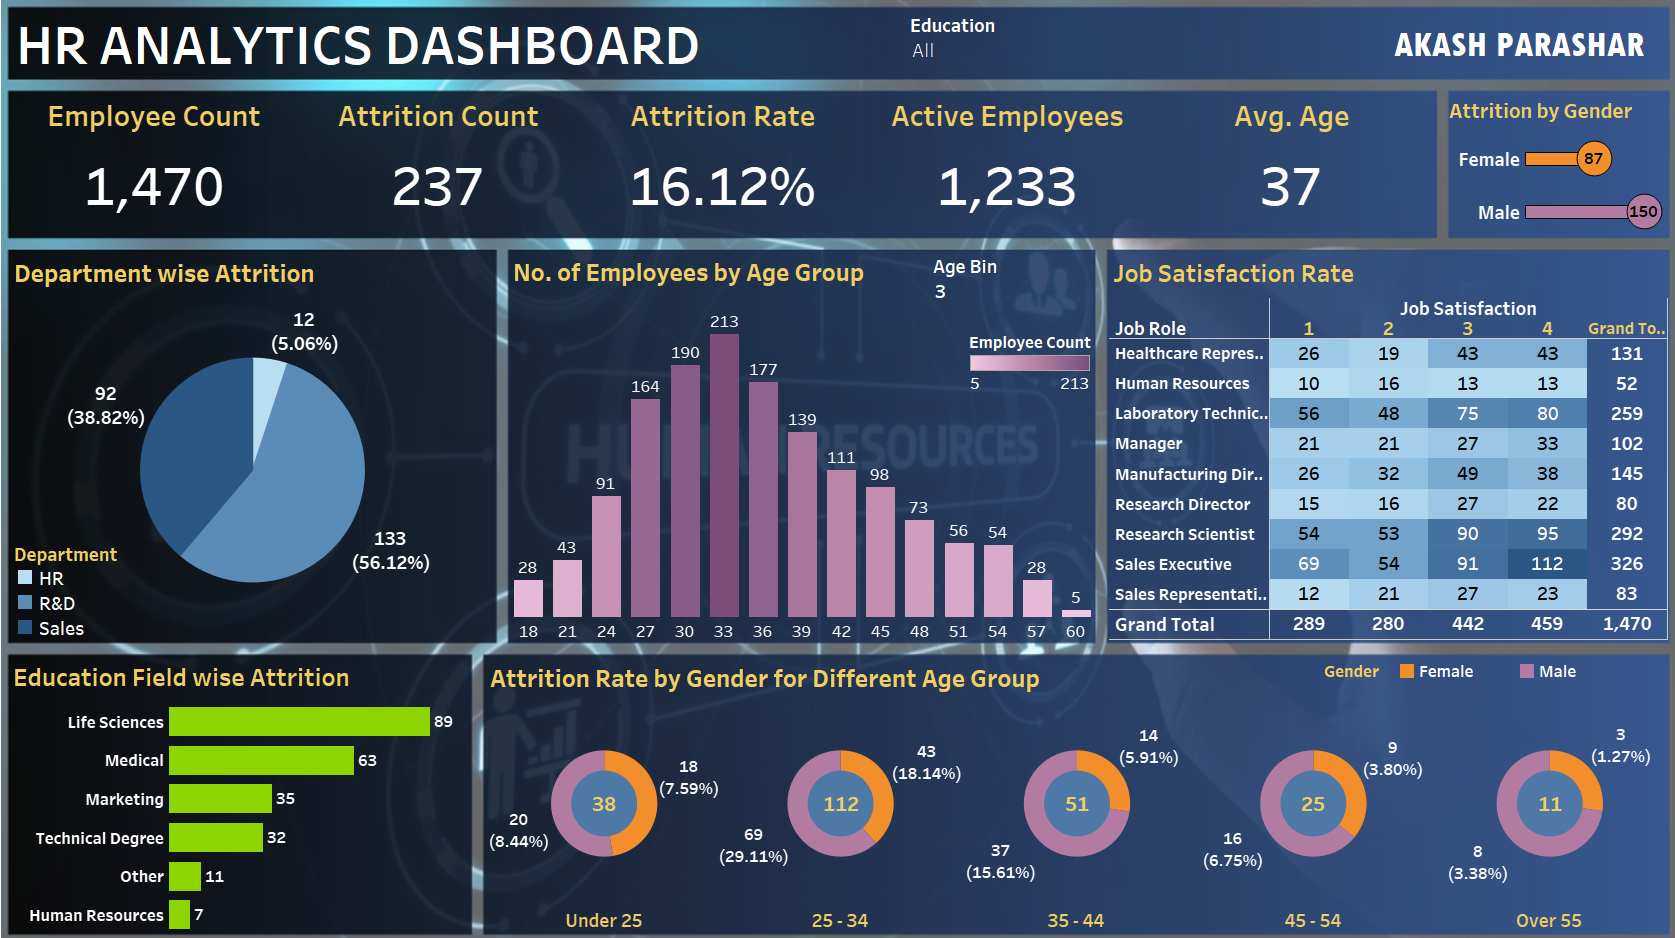 HR ANALYTICS DASHBOARD
Education
All
AKASH PARASHAR
Employee Count
1,470
Attrition Count
237
Attrition Rate
16.12%
Active Employees
1,233
Avg. Age
37
Attrition by Gender
Female 87
Male 150
Department wise Attrition
12
(5.06%)
92
(38.82%)
133
(56.12%)
Department
HR
R&D
Sales
No. of Employees by Age Group
Age Bin
3
Employee Count
5 213
28 43 91 164 190 213 177 139 111 98 73 56 54 28 5
18 21 24 27 30 33 36 39 42 45 48 51 54 57 60
HUMAN RESOURCES
Job Satisfaction Rate
Job Satisfaction
Job Role 1 2 3 4 Grand To..
Healthcare Repres.. 26 19 43 43 131
Human Resources 10 16 13 13 52
Laboratory Technic.. 56 48 75 80 259
Manager 21 21 27 33 102
Manufacturing Dir.. 26 32 49 38 145
Research Director 15 16 27 22 80
Research Scientist 54 53 90 95 292
Sales Executive 69 54 91 112 326
Sales Representati.. 12 21 27 23 83
Grand Total 289 280 442 459 1,470
Education Field wise Attrition
Life Sciences 89
Medical 63
Marketing 35
Technical Degree 32
Other 11
Human Resources 7
Attrition Rate by Gender for Different Age Group
Gender Female Male
18
(7.59%)
38
20
(8.44%)
Under 25
43
(18.14%)
112
69
(29.11%)
25 - 34
14
(5.91%)
51
37
(15.61%)
35 - 44
9
(3.80%)
25
16
(6.75%)
45 - 54
3
(1.27%)
11
8
(3.38%)
Over 55